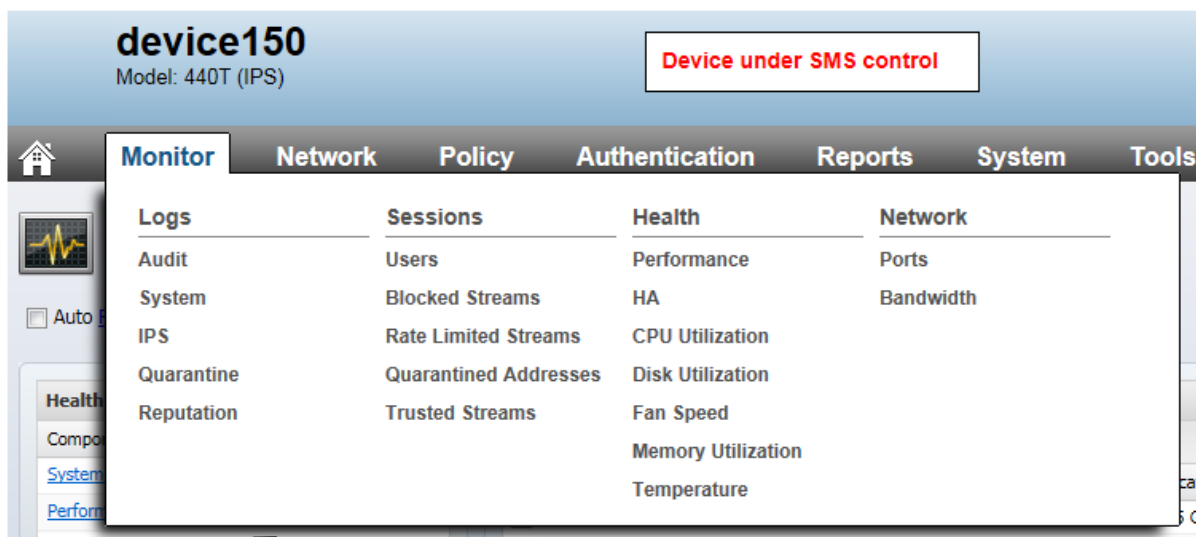 device150
Model: 440T (IPS)
Device under SMS control
Monitor Network Policy Authentication Reports System Tools
Logs Sessions Health Network
Audit Users Performance Ports
System Blocked Streams HA Bandwidth
Auto
IPS Rate Limited Streams CPU Utilization
Quarantine Quarantined Addresses Disk Utilization
Health
Reputation Trusted Streams Fan Speed
Memory Utilization
System
Temperature